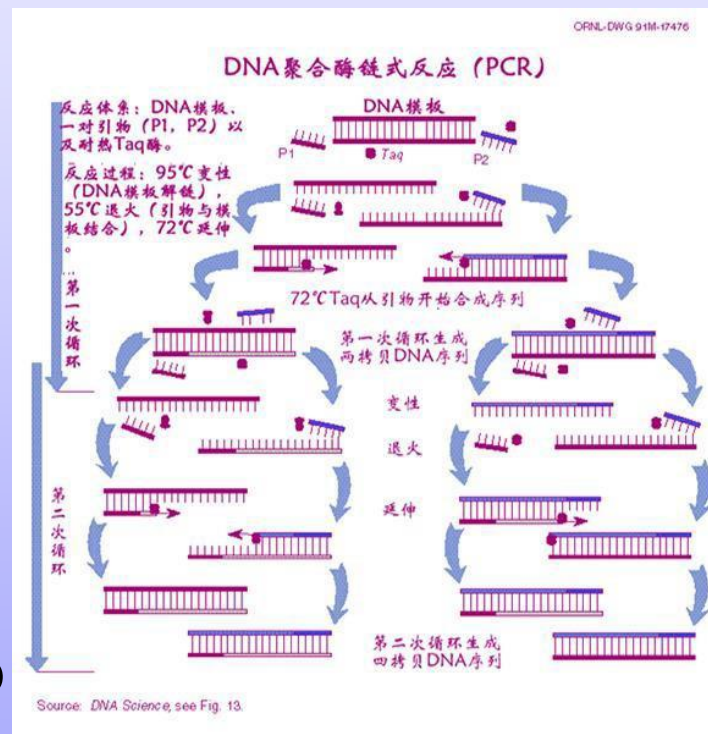 ORNL-DWG 91M-17476
DNA聚合酶链式反应（PCR）
反应体系：DNA模板、
一对引物（P1，P2）以
及耐热Taq酶。
反应过程：95℃变性
（DNA模板解链），
55℃退火（引物与模
板结合），72℃延伸
。
…
DNA模板
P1
Taq
P2
第一次循环
72℃Taq从引物开始合成序列
第一次循环生成
两拷贝DNA序列
变性
退火
延伸
第二次循环
第二次循环生成
四拷贝DNA序列
)
Source: DNA Science, see Fig. 13.